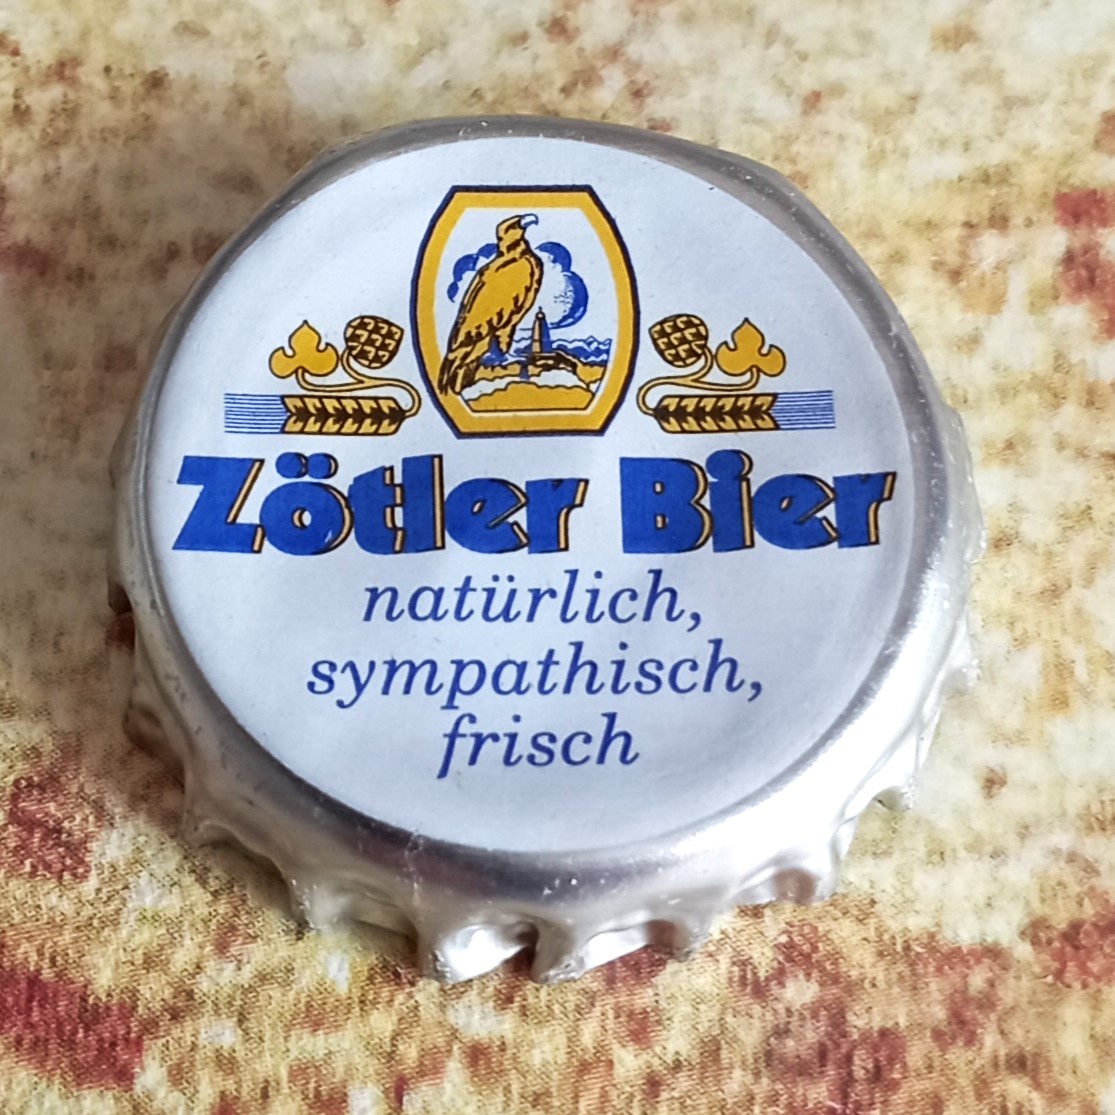 Zötler Bier
natürlich,
sympathisch,
frisch